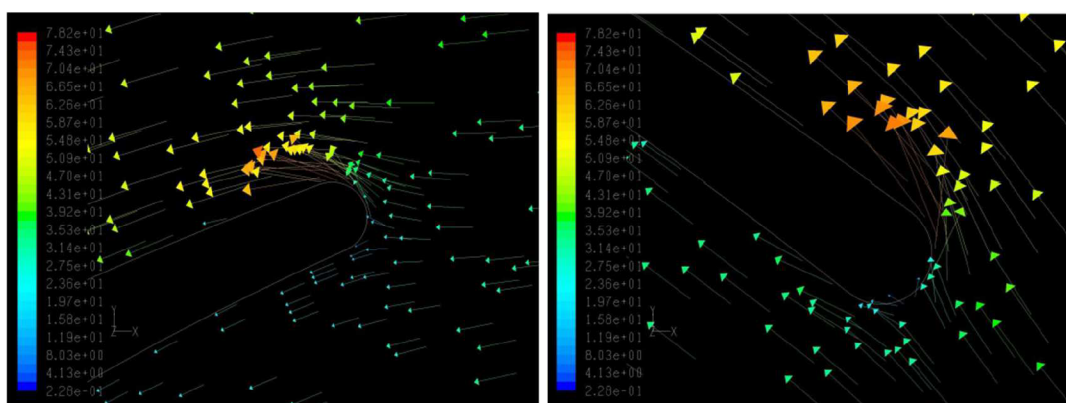 7.82e+01
7.43e+01
7.04e+01
6.65e+01
6.26e+01
5.87e+01
5.48e+01
5.09e+01
4.70e+01
4.31e+01
3.92e+01
3.53e+01
3.14e+01
2.75e+01
2.36e+01
1.97e+01
1.58e+01
1.19e+01
8.03e+00
4.13e+00
2.28e-01
Y
Z X
7.82e+01
7.43e+01
7.04e+01
6.65e+01
6.26e+01
5.87e+01
5.48e+01
5.09e+01
4.70e+01
4.31e+01
3.92e+01
3.53e+01
3.14e+01
2.75e+01
2.36e+01
1.97e+01
1.58e+01
1.19e+01
8.03e+00
4.13e+00
2.28e-01
Y
Z X